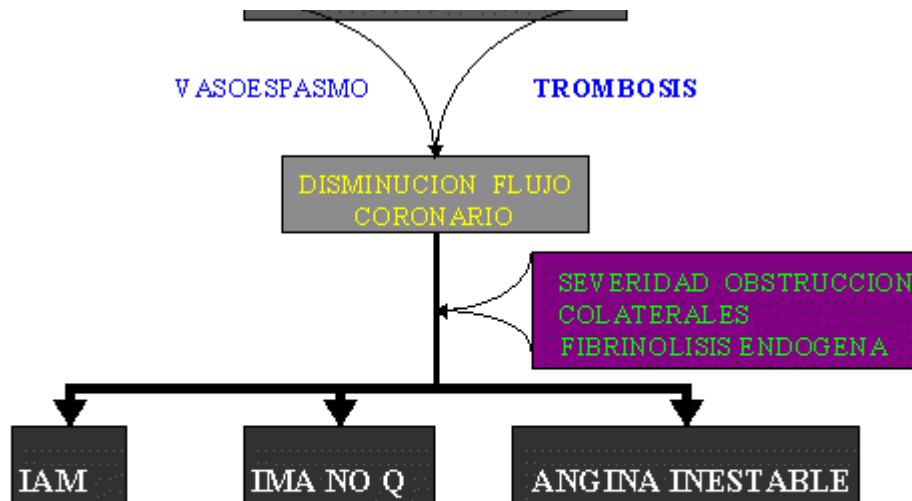 VASOESPASMO
TROMBOSIS
DISMINUCION FLUJO
CORONARIO
SEVERIDAD OBSTRUCCION
COLATERALES
FIBRINOLISIS ENDOGENA
IAM
IMA NO Q
ANGINA INESTABLE